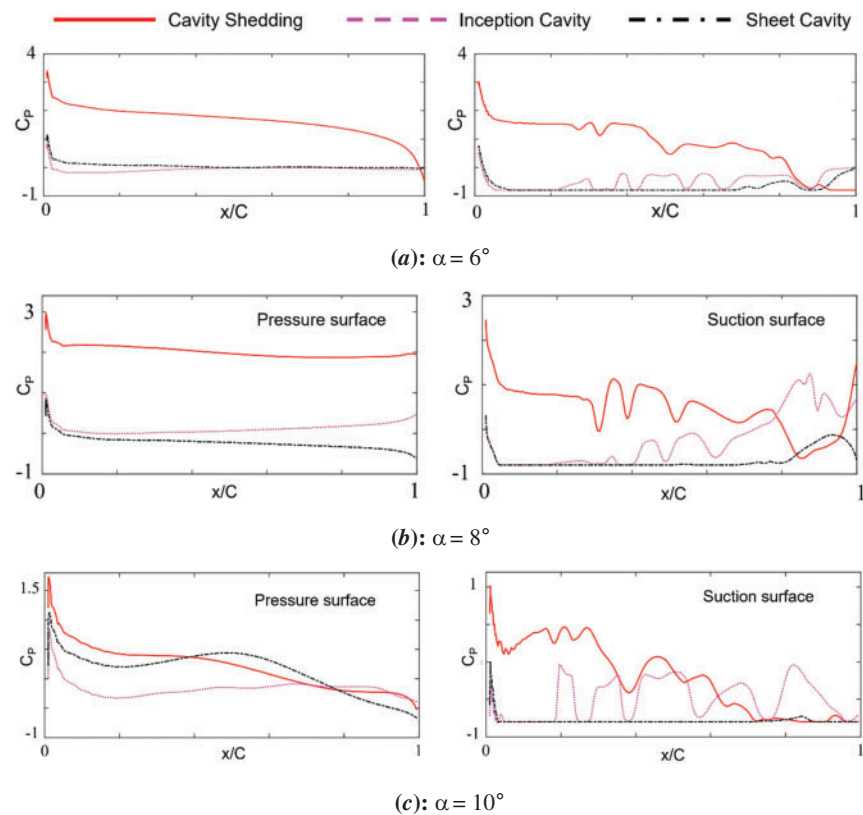 Cavity Shedding Inception Cavity Sheet Cavity
4 4
C_P C_P
-1 -1
0 1 0 1
x/C x/C
(a): α = 6°
3 3
Pressure surface Suction surface
C_P C_P
-1 -1
0 1 0 1
x/C x/C
(b): α = 8°
1.5 1
Pressure surface Suction surface
C_P C_P
-1 -1
0 1 0 1
x/C x/C
(c): α = 10°